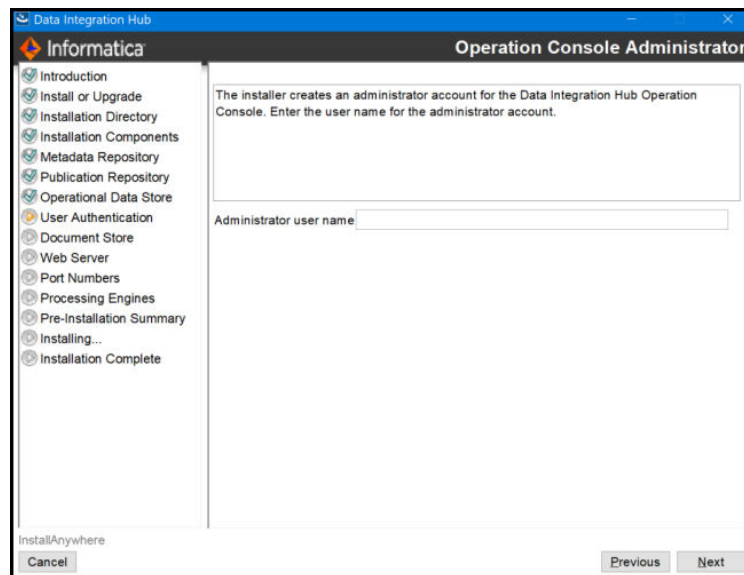 Data Integration Hub
Informatica
Operation Console Administrator
Introduction
Install or Upgrade
Installation Directory
Installation Components
Metadata Repository
Publication Repository
Operational Data Store
User Authentication
Document Store
Web Server
Port Numbers
Processing Engines
Pre-Installation Summary
Installing...
Installation Complete
The installer creates an administrator account for the Data Integration Hub Operation
Console. Enter the user name for the administrator account.
Administrator user name
InstallAnywhere
Cancel
Previous
Next